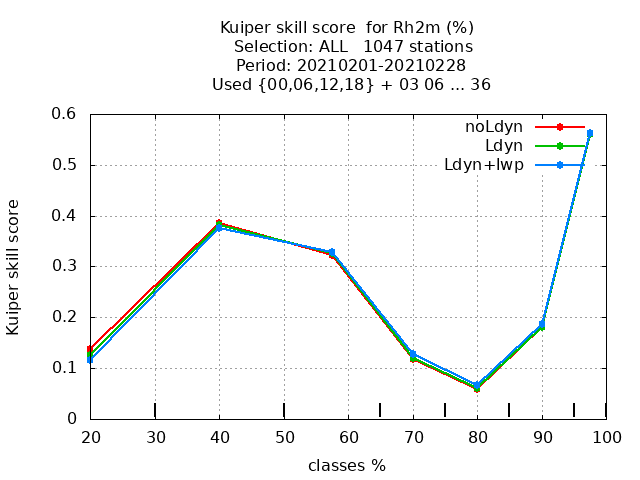 Kuiper skill score  for Rh2m (%)
Selection: ALL   1047 stations
Period: 20210201-20210228
Used {00,06,12,18} + 03 06 ... 36
noLdyn
Ldyn
Ldyn+lwp
Kuiper skill score
0.6
0.5
0.4
0.3
0.2
0.1
0
20 30 40 50 60 70 80 90 100
classes %